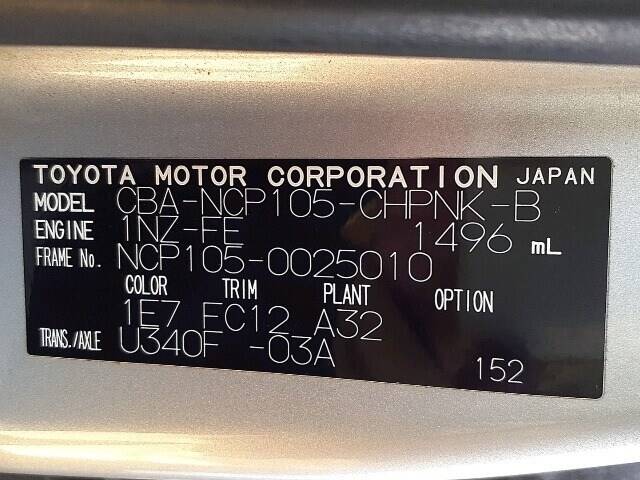 TOYOTA MOTOR CORPORATION JAPAN
MODEL CBA-NCP105-CHPNK-B
ENGINE 1NZ-FE 1496 mL
FRAME No. NCP105-0025010
COLOR TRIM PLANT OPTION
1E7 FC12 A32
TRANS./AXLE U340F -03A
152